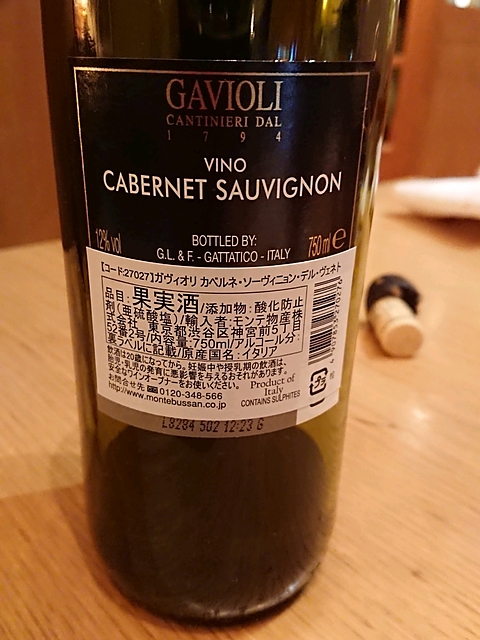 GAVIOLI
CANTINIERI DAL
1 7 9 4
VINO
CABERNET SAUVIGNON
12% vol
BOTTLED BY:
G.L. & F. - GATTATICO - ITALY
750 ml e
【コード:27027】ガヴィオリ カベルネ・ソーヴィニョン・デル・ヴェネト
品目:果実酒/添加物:酸化防止
剤(亜硫酸塩)/輸入者:モンテ物産株
式会社 東京都渋谷区神宮前5丁目
52番2号/内容量:750ml/アルコール分:
裏ラベルに記載/原産国名:イタリア
飲酒は20歳になってから。妊娠中や授乳期の飲酒は、
胎児・乳児の発育に悪影響を与えるおそれがあります。
安全なワインオープナーをお使いください。
お問合せ先 0120-348-566
http://www.montebussan.co.jp
Product of
Italy
CONTAINS SULPHITES
L8284 502 12:23 G